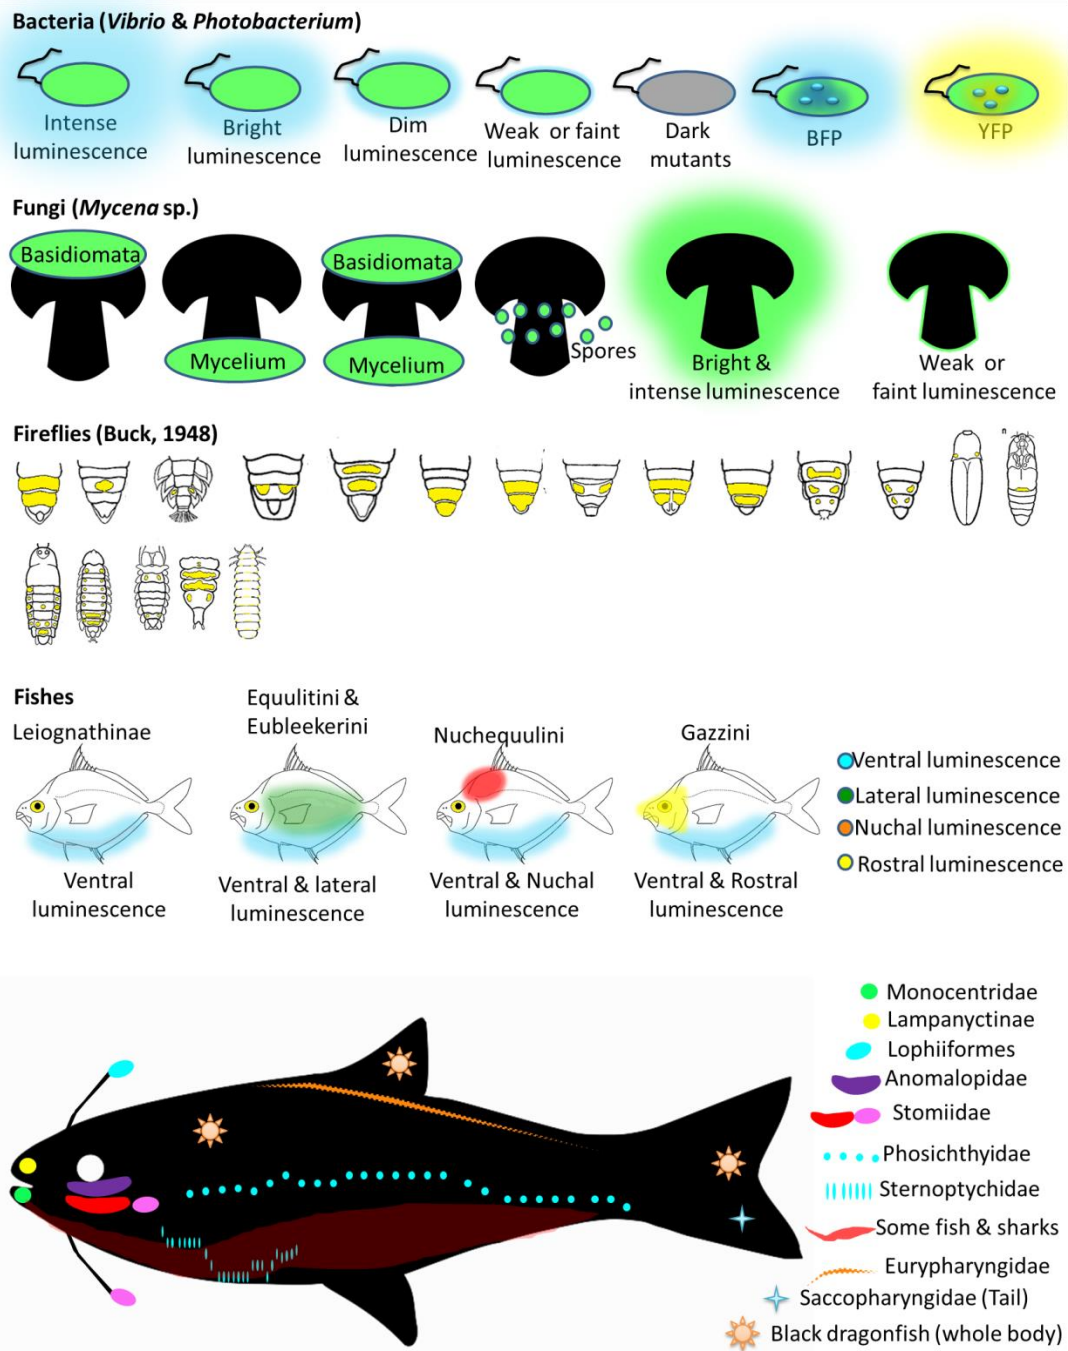 Bacteria (Vibrio & Photobacterium)
Intense
luminescence
Bright
luminescence
Dim
luminescence
Weak or faint
luminescence
Dark
mutants
BFP
YFP
Fungi (Mycena sp.)
Basidiomata
Mycelium
Basidiomata
Mycelium
Spores
Bright &
intense luminescence
Weak or
faint luminescence
Fireflies (Buck, 1948)
n
Fishes
Leiognathinae
Equulitini &
Eubleekerini
Nuchequulini
Gazzini
Ventral
luminescence
Ventral & lateral
luminescence
Ventral & Nuchal
luminescence
Ventral & Rostral
luminescence
Ventral luminescence
Lateral luminescence
Nuchal luminescence
Rostral luminescence
Monocentridae
Lampanyctinae
Lophiiformes
Anomalopidae
Stomiidae
Phosichthyidae
Sternoptychidae
Some fish & sharks
Eurypharyngidae
Saccopharyngidae (Tail)
Black dragonfish (whole body)